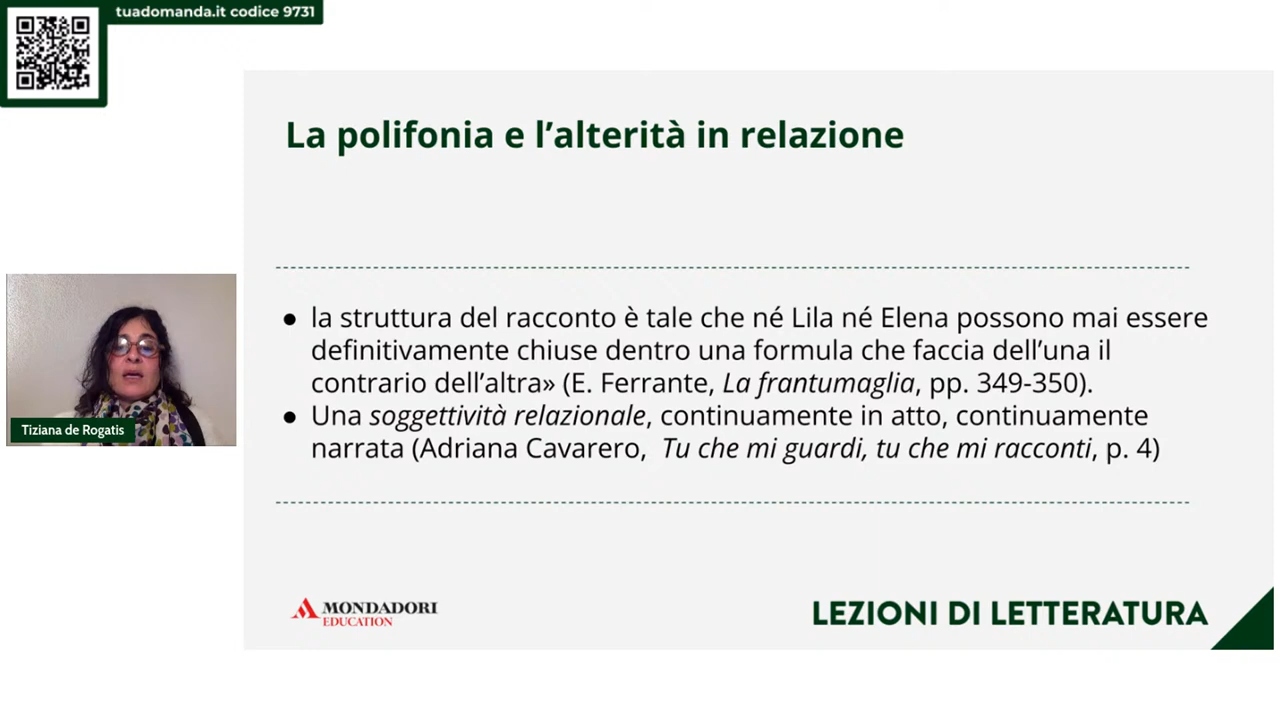 tuadomanda.it codice 9731
La polifonia e l’alterità in relazione
● la struttura del racconto è tale che né Lila né Elena possono mai essere
definitivamente chiuse dentro una formula che faccia dell’una il
contrario dell’altra» (E. Ferrante, La frantumaglia, pp. 349-350).
● Una soggettività relazionale, continuamente in atto, continuamente
narrata (Adriana Cavarero, Tu che mi guardi, tu che mi racconti, p. 4)
Tiziana de Rogatis
MONDADORI
EDUCATION
LEZIONI DI LETTERATURA